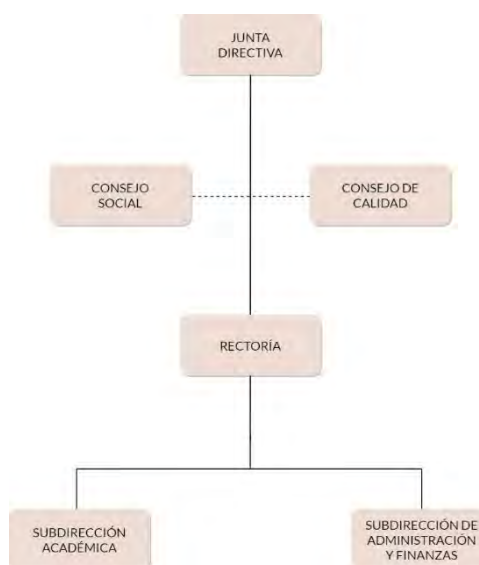 JUNTA
DIRECTIVA
CONSEJO
SOCIAL
CONSEJO DE
CALIDAD
RECTORÍA
SUBDIRECCIÓN
ACADÉMICA
SUBDIRECCIÓN DE
ADMINISTRACIÓN
Y FINANZAS